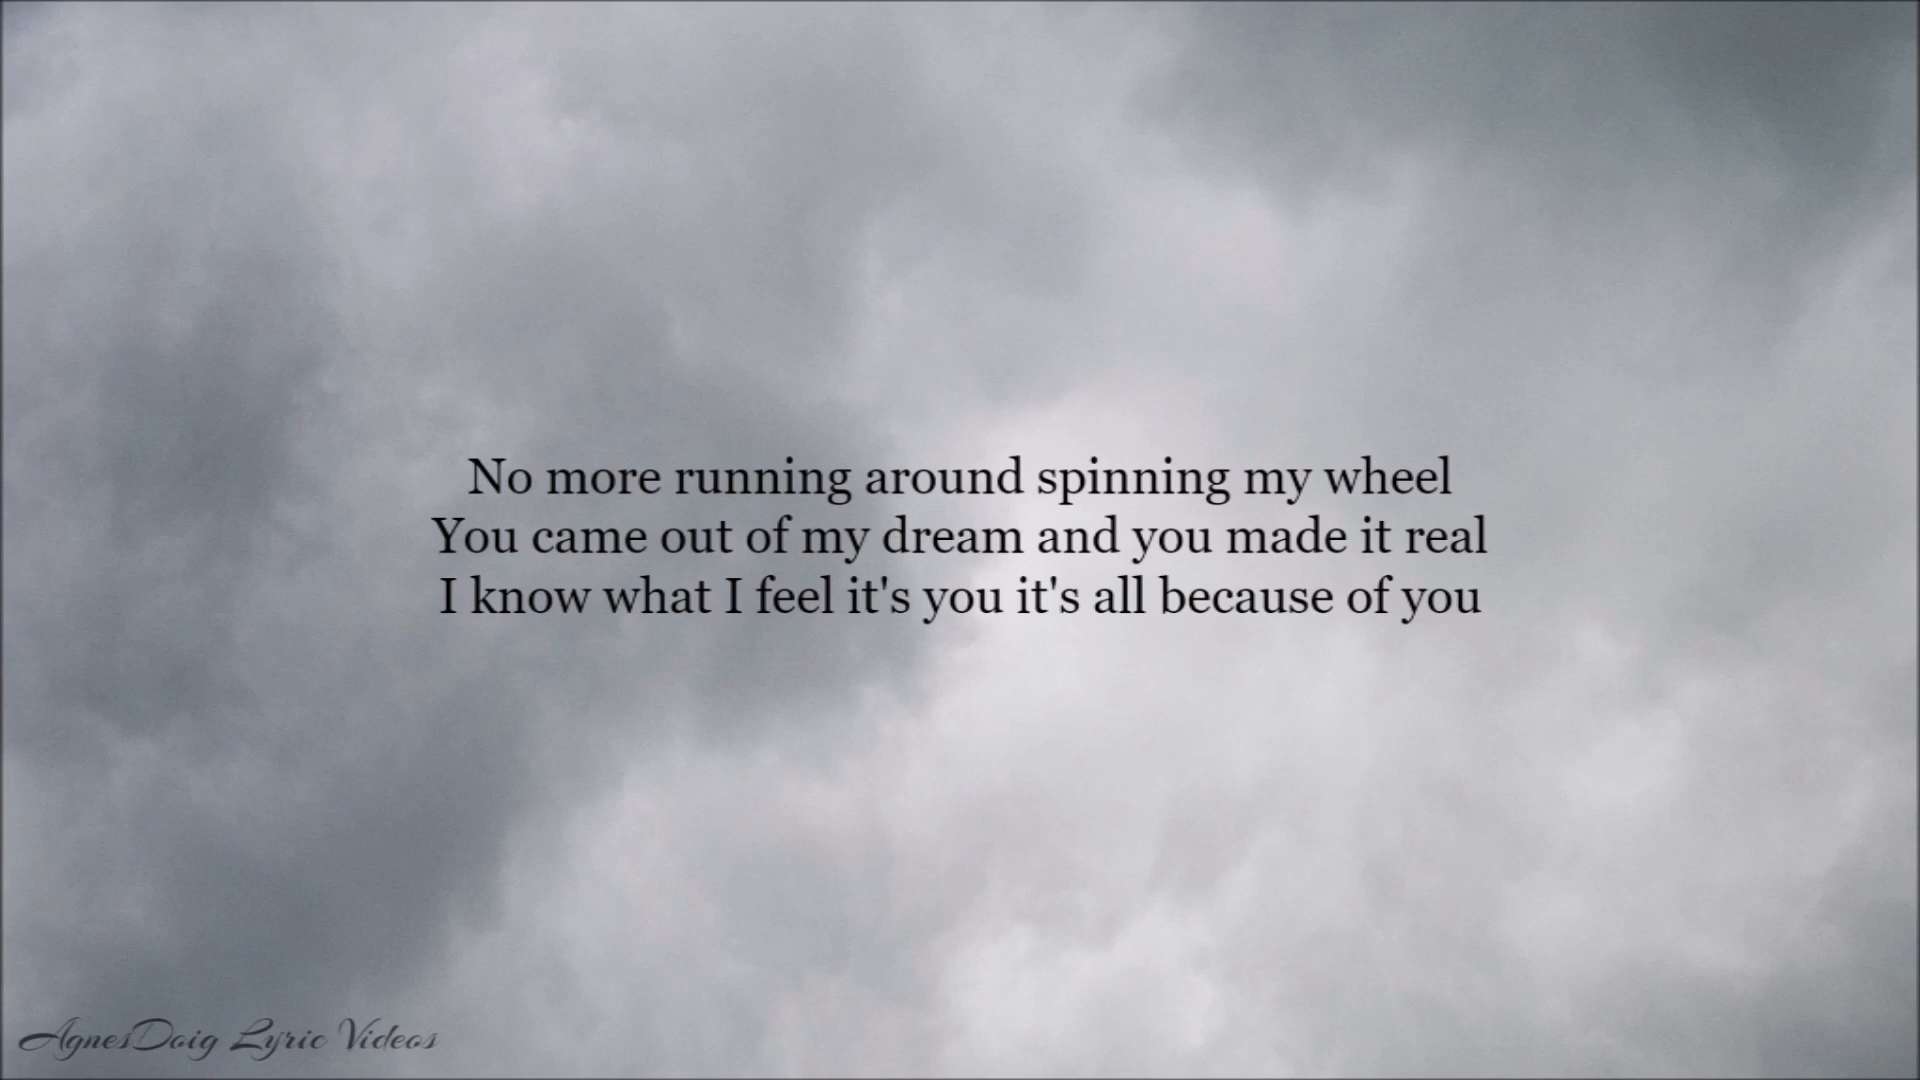 No more running around spinning my wheel
You came out of my dream and you made it real
I know what I feel it's you it's all because of you
AgnesDoig Lyric Videos